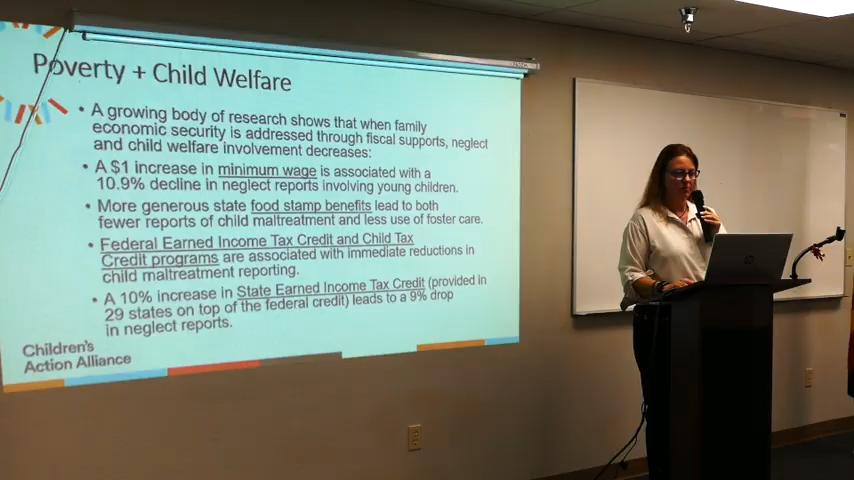 Poverty + Child Welfare
• A growing body of research shows that when family
economic security is addressed through fiscal supports, neglect
and child welfare involvement decreases:
• A $1 increase in minimum wage is associated with a
10.9% decline in neglect reports involving young children.
• More generous state food stamp benefits lead to both
fewer reports of child maltreatment and less use of foster care.
• Federal Earned Income Tax Credit and Child Tax
Credit programs are associated with immediate reductions in
child maltreatment reporting.
• A 10% increase in State Earned Income Tax Credit (provided in
29 states on top of the federal credit) leads to a 9% drop
in neglect reports.
Children's
Action Alliance
hp